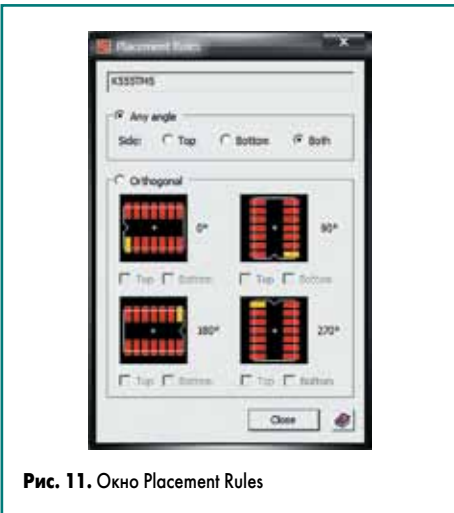 Placement Rules
K555TM5
Any angle
Side: Top Bottom Both
Orthogonal
0° 90°
Top Bottom Top Bottom
180° 270°
Top Bottom Top Bottom
Close
Рис. 11. Окно Placement Rules